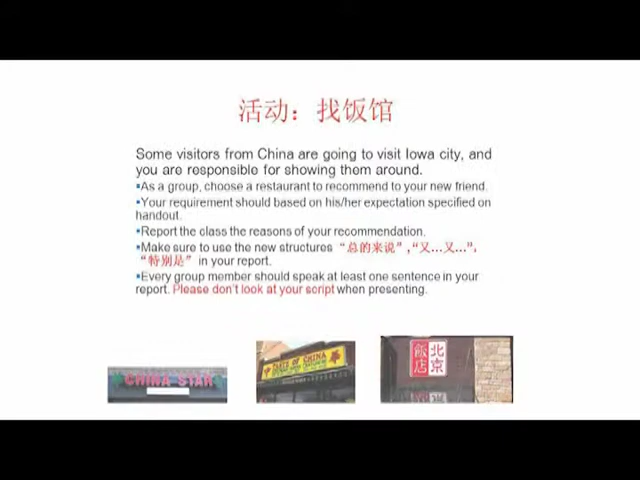 活动：找饭馆
Some visitors from China are going to visit Iowa city, and
you are responsible for showing them around.
▪As a group, choose a restaurant to recommend to your new friend.
▪Your requirement should based on his/her expectation specified on
handout.
▪Report the class the reasons of your recommendation.
▪Make sure to use the new structures “总的来说”, “又…又…”,
“特别是” in your report.
▪Every group member should speak at least one sentence in your
report. Please don't look at your script when presenting.
CHINA STAR
TASTE OF CHINA
北京
飯店